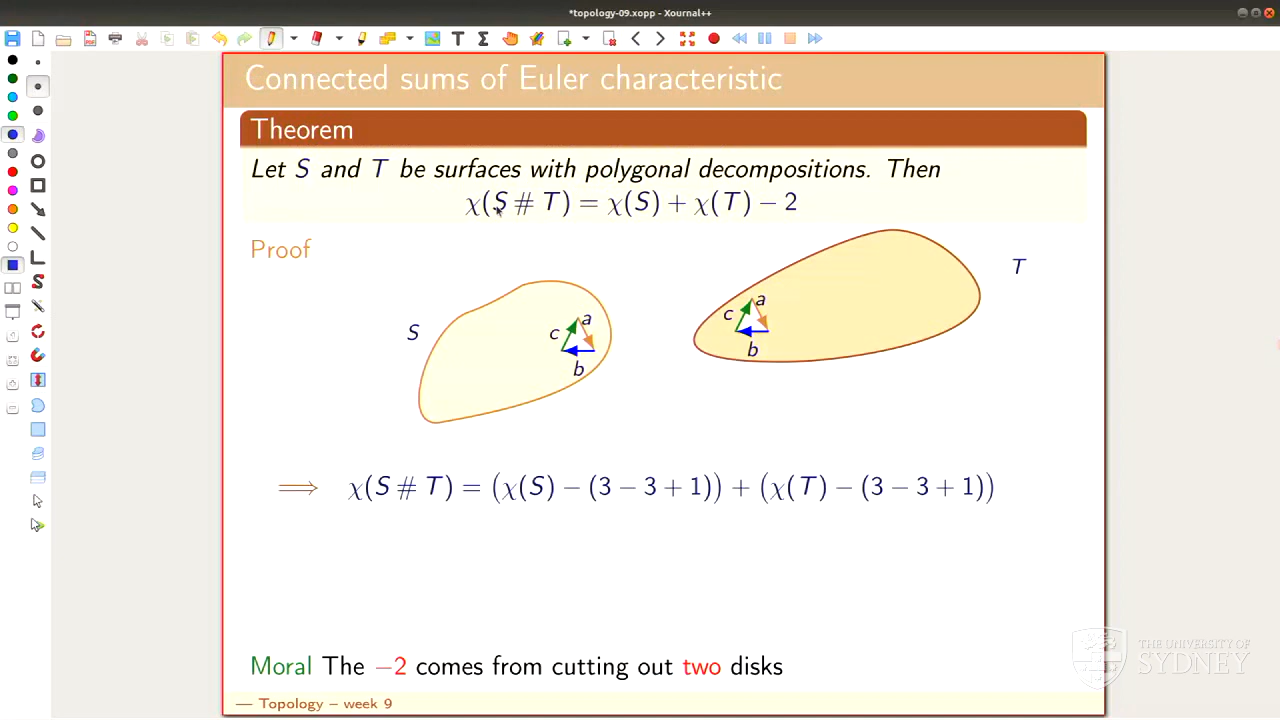 *topology-09.xopp - Xournal++
Connected sums of Euler characteristic
Theorem
Let S and T be surfaces with polygonal decompositions. Then
χ(S # T) = χ(S) + χ(T) − 2
Proof
S
a
c
b
T
a
c
b
⟹ χ(S # T) = (χ(S) − (3 − 3 + 1)) + (χ(T) − (3 − 3 + 1))
Moral The −2 comes from cutting out two disks
THE UNIVERSITY OF
SYDNEY
— Topology – week 9